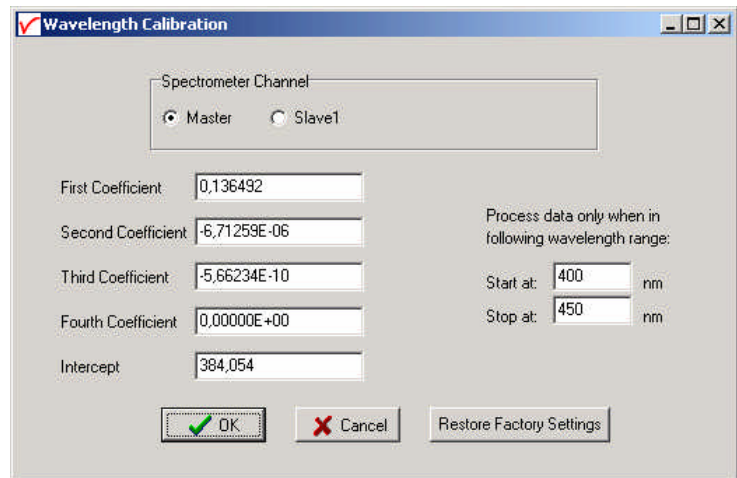 Wavelength Calibration
Spectrometer Channel
Master Slave1
First Coefficient 0,136492
Second Coefficient -6,71259E-06
Third Coefficient -5,66234E-10
Fourth Coefficient 0,00000E+00
Intercept 384,054
Process data only when in
following wavelength range:
Start at: 400 nm
Stop at: 450 nm
OK Cancel Restore Factory Settings